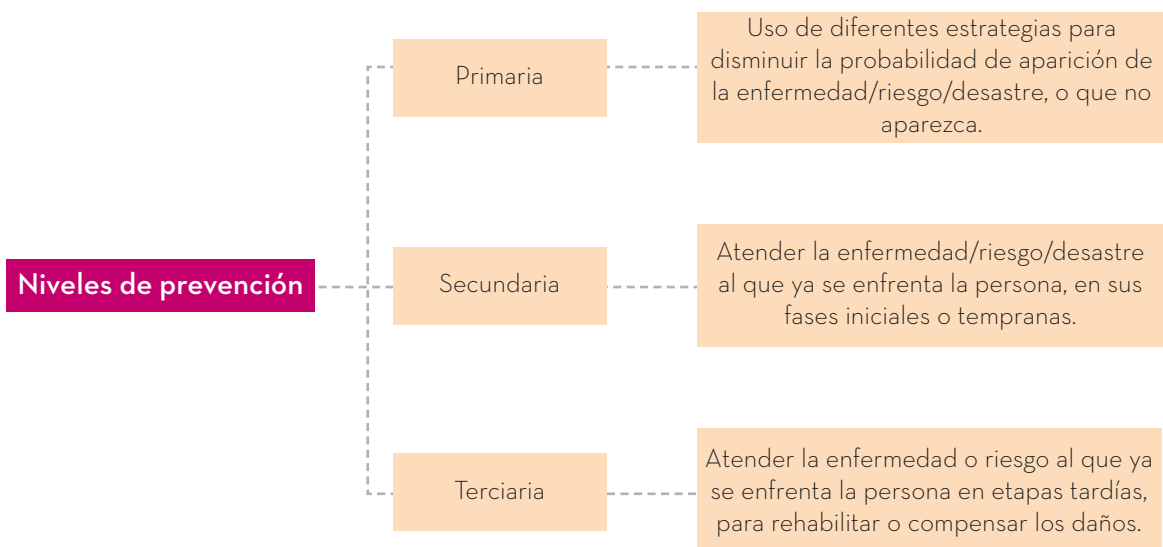 Niveles de prevención
Primaria
Uso de diferentes estrategias para
disminuir la probabilidad de aparición de
la enfermedad/riesgo/desastre, o que no
aparezca.
Secundaria
Atender la enfermedad/riesgo/desastre
al que ya se enfrenta la persona, en sus
fases iniciales o tempranas.
Terciaria
Atender la enfermedad o riesgo al que ya
se enfrenta la persona en etapas tardías,
para rehabilitar o compensar los daños.